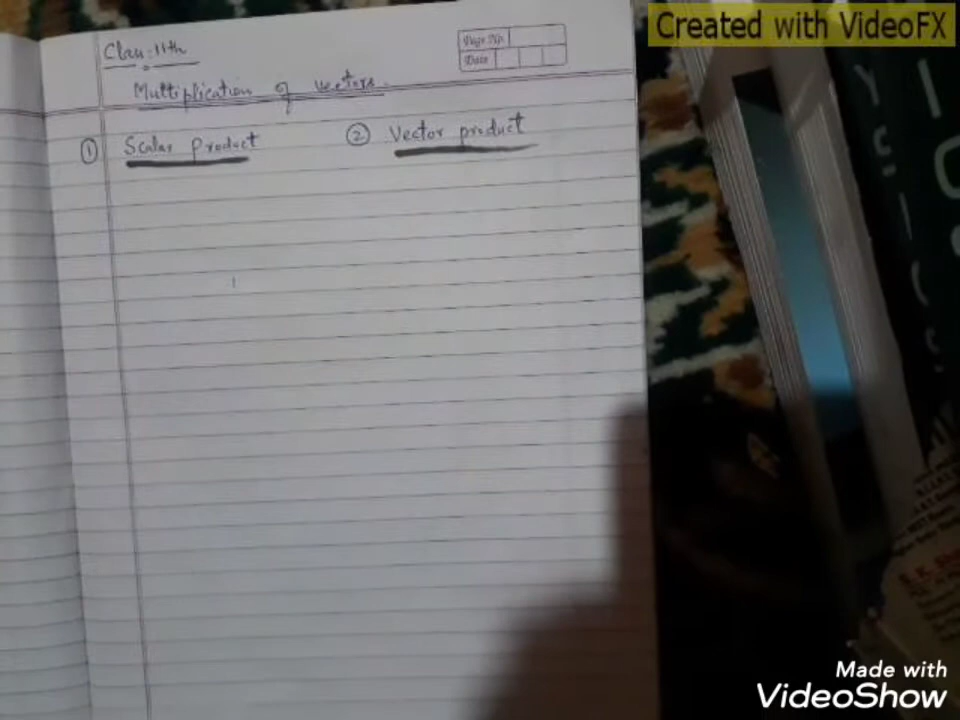 Created with VideoFX
Class:11th
Page No.
Date
Multiplication of vectors.
① Scalar Product
② Vector product
Made with
VideoShow